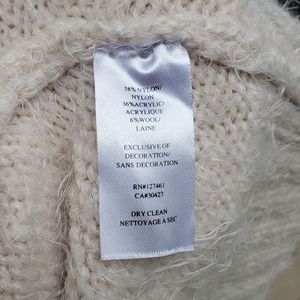 58% NYLON/
NYLON
36%ACRYLIC/
ACRYLIQUE
6%WOOL/
LAINE
EXCLUSIVE OF
DECORATION/
SANS DECORATION
RN#127461
CA#30427
DRY CLEAN
NETTOYAGE À SEC